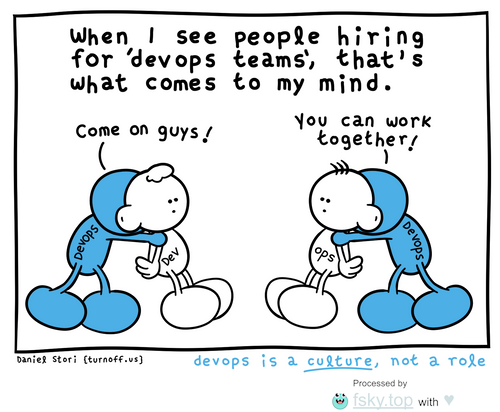 When I see people hiring
for 'devops teams', that's
what comes to my mind.
Come on guys!
You can work
together!
Devops
Dev
Ops
Devops
Daniel Stori {turnoff.us}
devops is a culture, not a role
Processed by
fsky.top with ♥